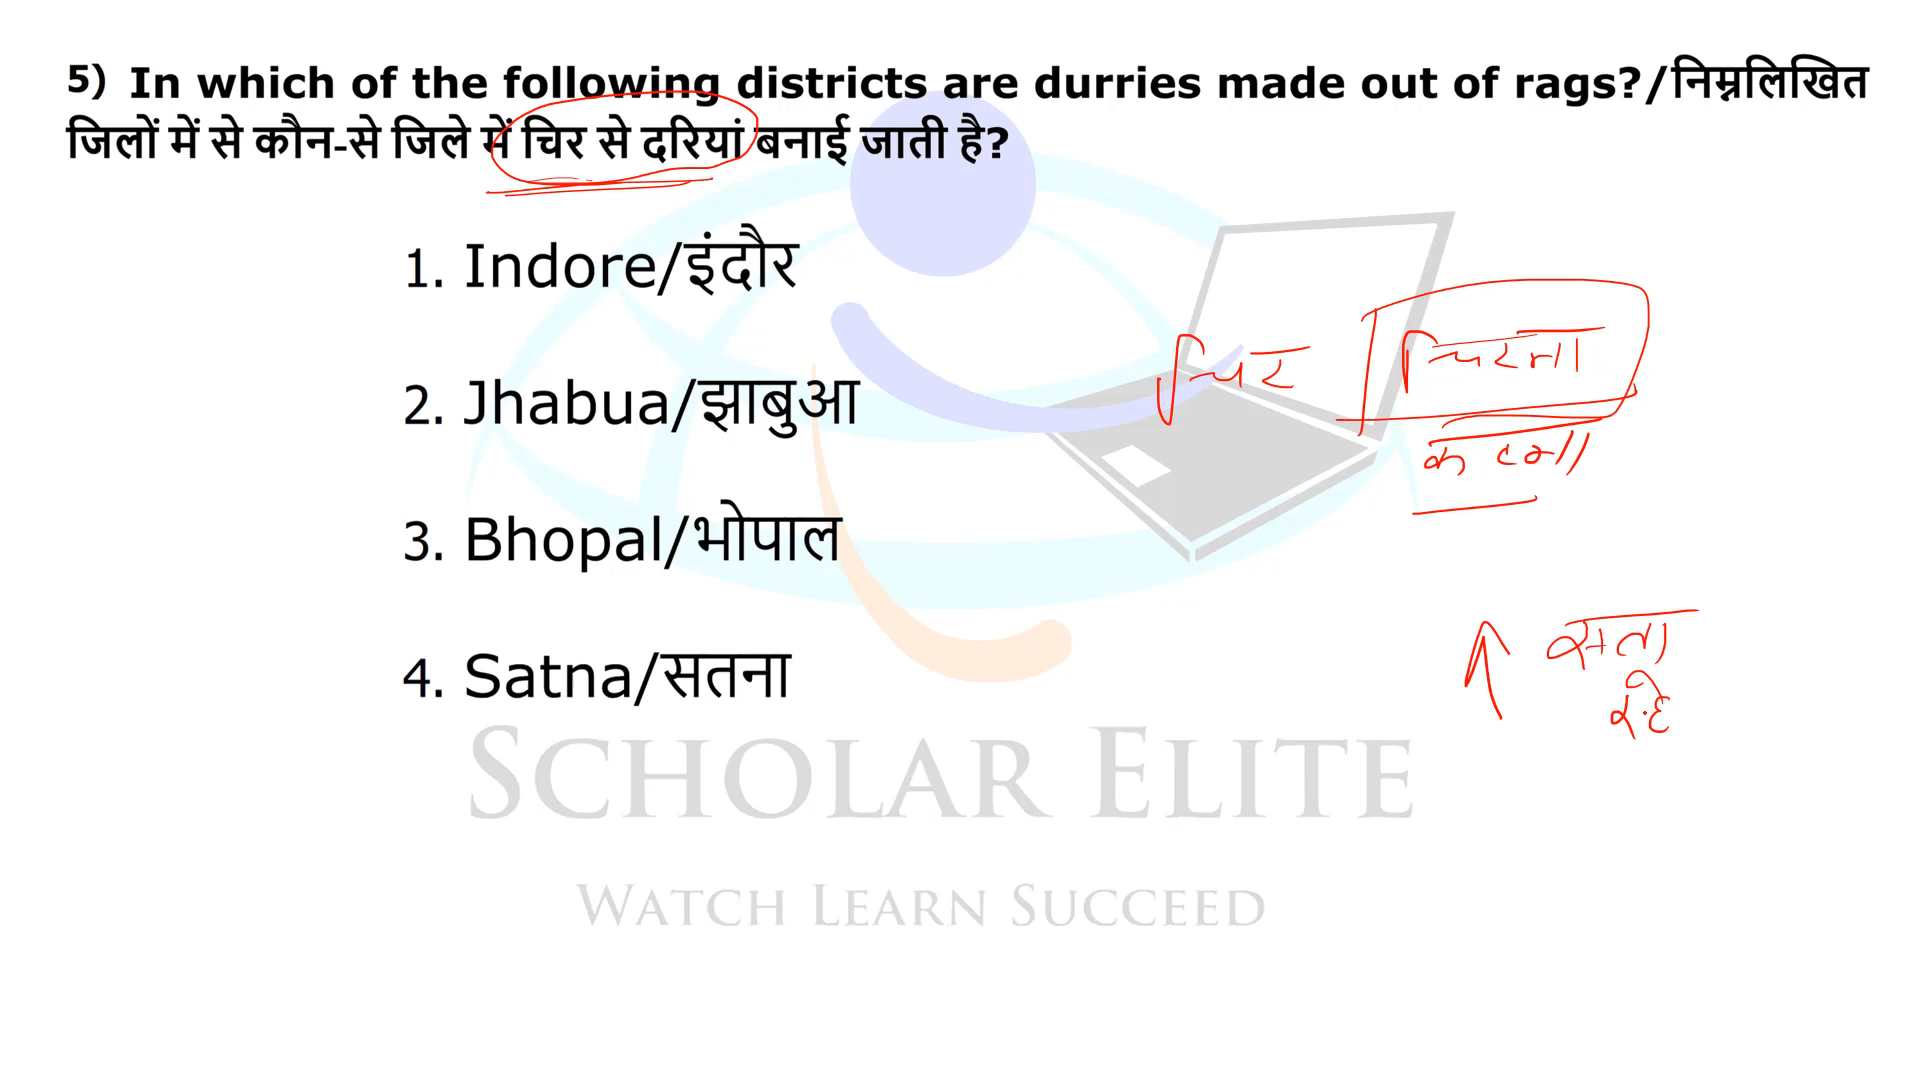 5) In which of the following districts are durries made out of rags?/निम्नलिखित
जिलों में से कौन-से जिले में चिर से दरियां बनाई जाती है?
1. Indore/इंदौर
2. Jhabua/झाबुआ
3. Bhopal/भोपाल
4. Satna/सतना
चिर
चिरना
SCHOLAR ELITE
WATCH LEARN SUCCEED